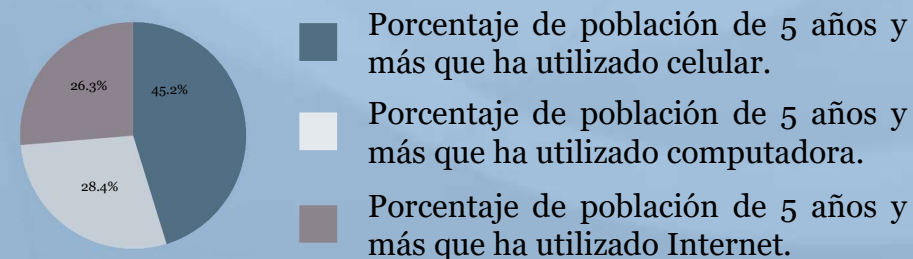 26.3%
45.2%
28.4%
Porcentaje de población de 5 años y
más que ha utilizado celular.
Porcentaje de población de 5 años y
más que ha utilizado computadora.
Porcentaje de población de 5 años y
más que ha utilizado Internet.